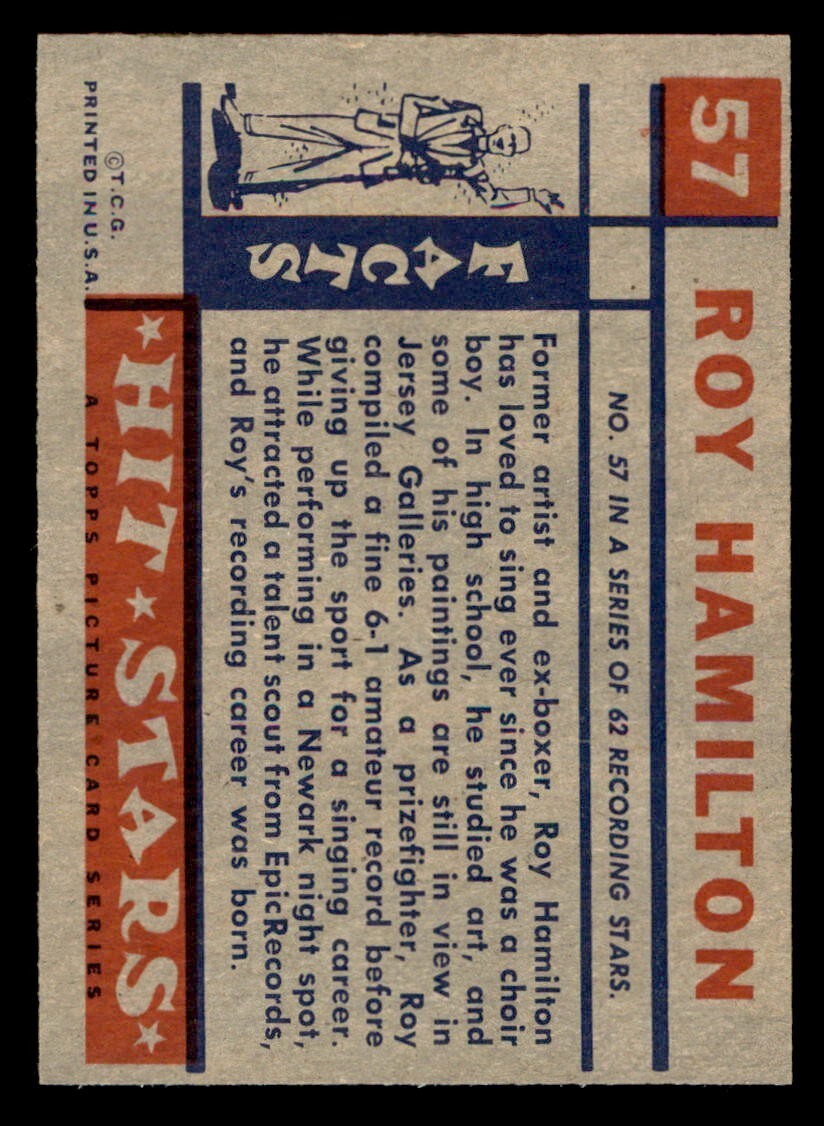 57
ROY HAMILTON
NO. 57 IN A SERIES OF 62 RECORDING STARS.
FACTS
Former artist and ex-boxer, Roy Hamilton
has loved to sing ever since he was a choir
boy. In high school, he studied art, and
some of his paintings are still in view in
Jersey Galleries. As a prizefighter, Roy
compiled a fine 6-1 amateur record before
giving up the sport for a singing career.
While performing in a Newark night spot,
he attracted a talent scout from Epic Records,
and Roy's recording career was born.
©T.C.G.
PRINTED IN U.S.A.
★HIT★STARS★
A TOPPS PICTURE CARD SERIES